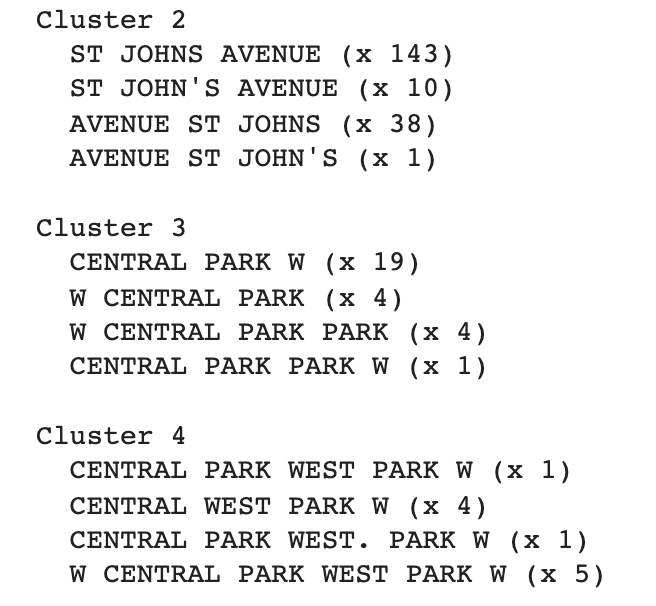 Cluster 2
ST JOHNS AVENUE (x 143)
ST JOHN'S AVENUE (x 10)
AVENUE ST JOHNS (x 38)
AVENUE ST JOHN'S (x 1)
Cluster 3
CENTRAL PARK W (x 19)
W CENTRAL PARK (x 4)
W CENTRAL PARK PARK (x 4)
CENTRAL PARK PARK W (x 1)
Cluster 4
CENTRAL PARK WEST PARK W (x 1)
CENTRAL WEST PARK W (x 4)
CENTRAL PARK WEST. PARK W (x 1)
W CENTRAL PARK WEST PARK W (x 5)